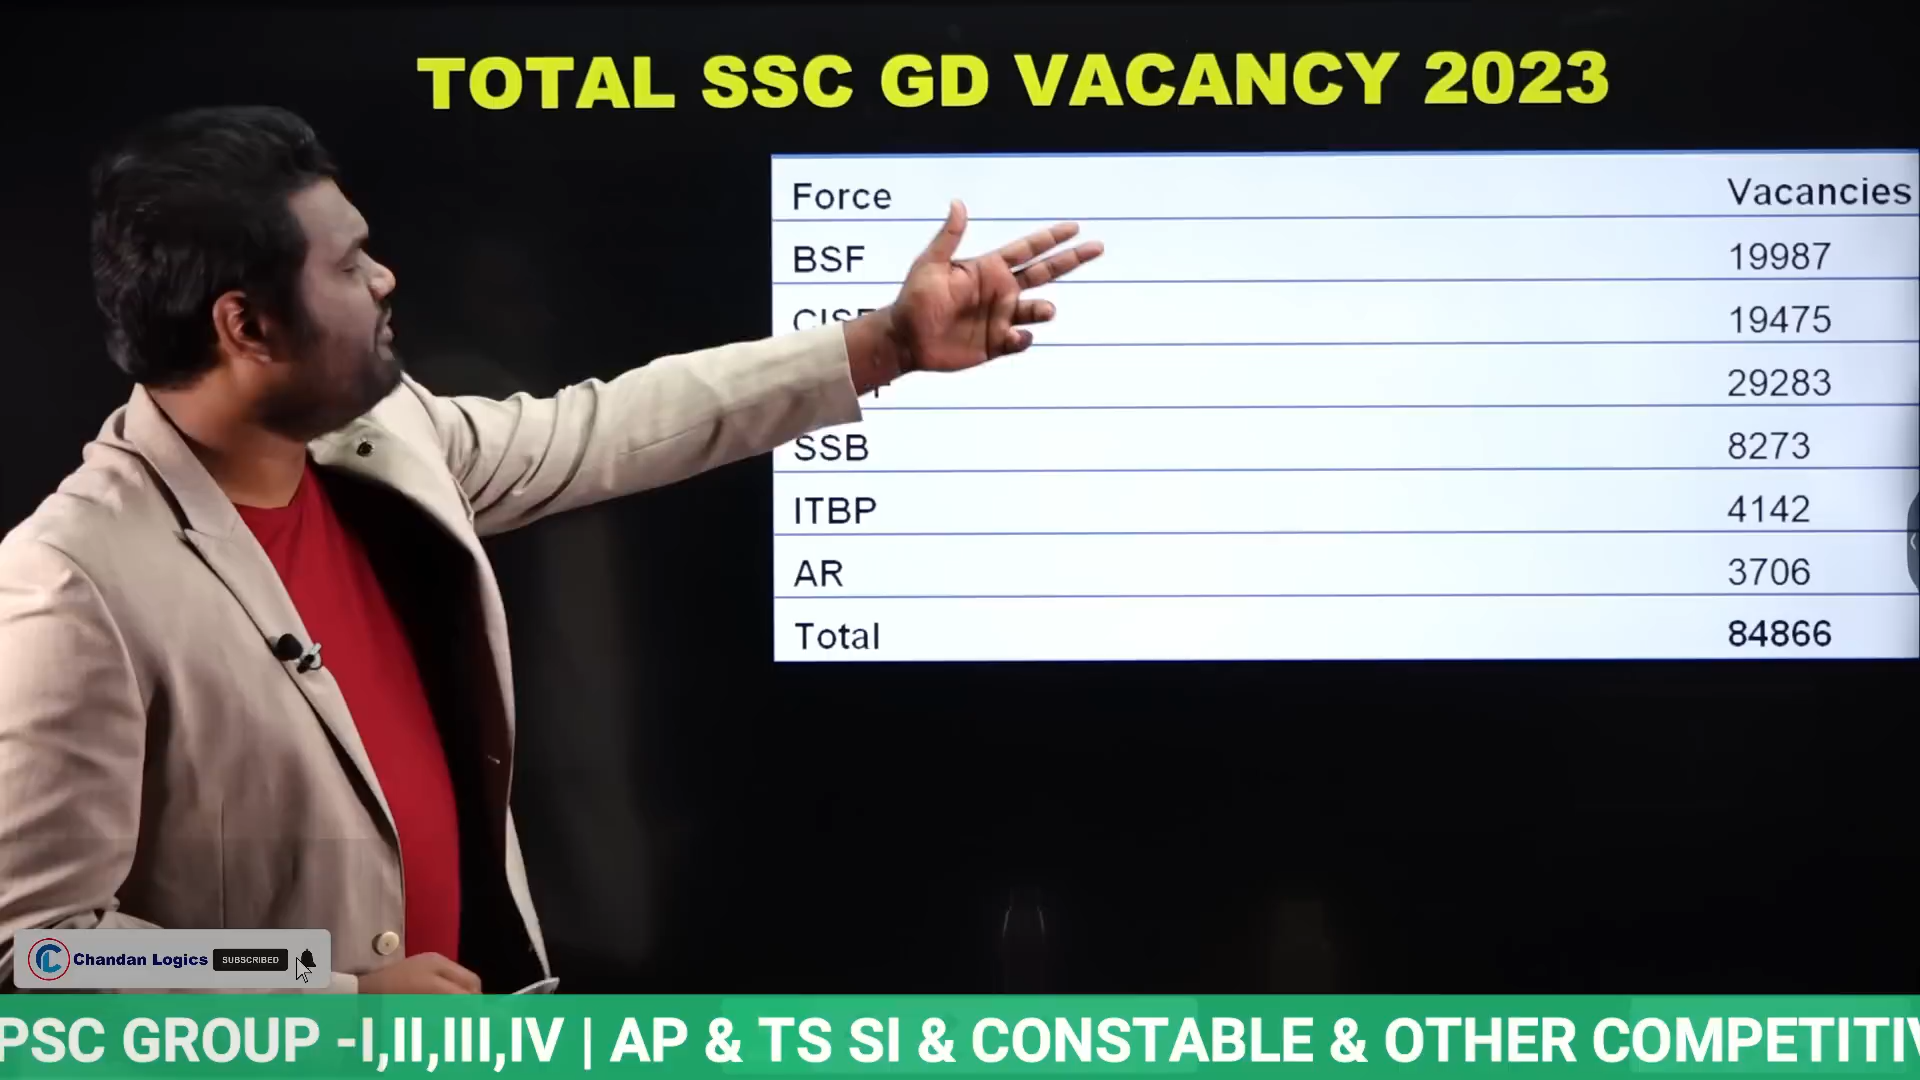 TOTAL SSC GD VACANCY 2023
Force Vacancies
BSF 19987
19475
29283
SSB 8273
ITBP 4142
AR 3706
Total 84866
Chandan Logics SUBSCRIBED
PSC GROUP -I,II,III,IV | AP & TS SI & CONSTABLE & OTHER COMPETITIV